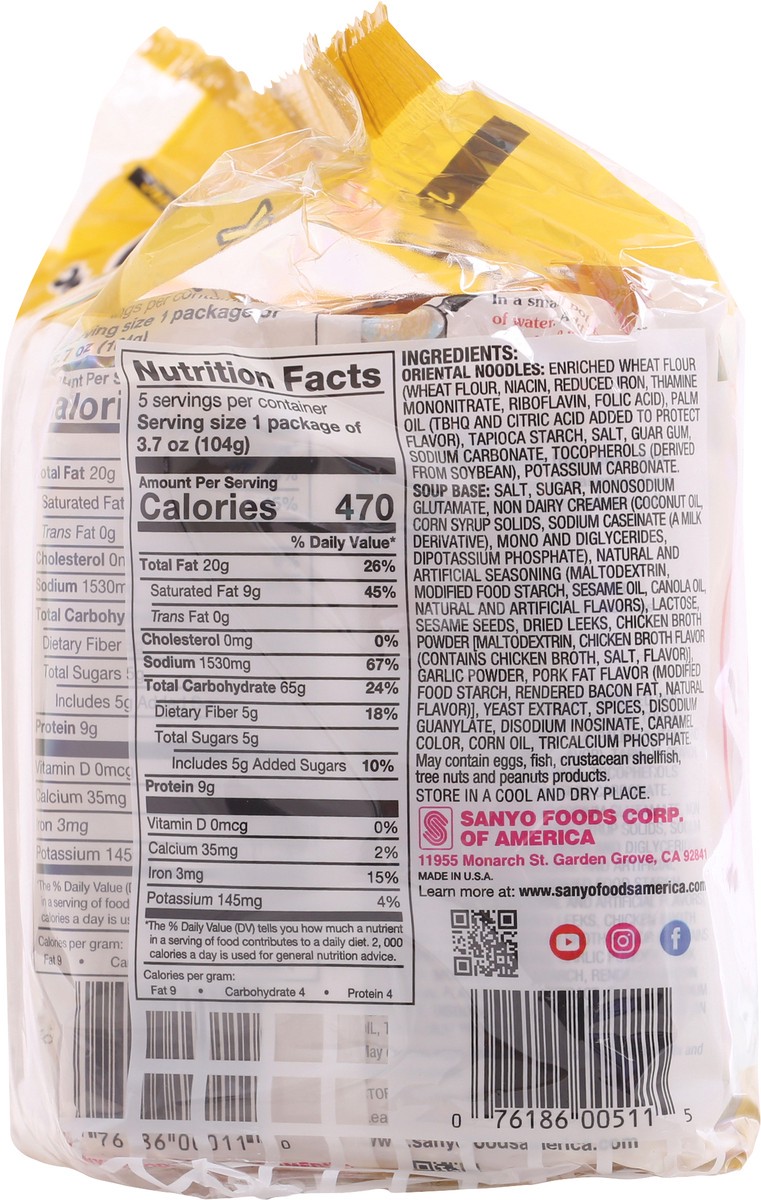 Nutrition Facts
5 servings per container
Serving size 1 package of
3.7 oz (104g)
Amount Per Serving
Calories 470
% Daily Value*
Total Fat 20g 26%
Saturated Fat 9g 45%
Trans Fat 0g
Cholesterol 0mg 0%
Sodium 1530mg 67%
Total Carbohydrate 65g 24%
Dietary Fiber 5g 18%
Total Sugars 5g
Includes 5g Added Sugars 10%
Protein 9g
Vitamin D 0mcg 0%
Calcium 35mg 2%
Iron 3mg 15%
Potassium 145mg 4%
*The % Daily Value (DV) tells you how much a nutrient
in a serving of food contributes to a daily diet. 2, 000
calories a day is used for general nutrition advice.
Calories per gram:
Fat 9 • Carbohydrate 4 • Protein 4
In a small
of water
INGREDIENTS:
ORIENTAL NOODLES: ENRICHED WHEAT FLOUR
(WHEAT FLOUR, NIACIN, REDUCED IRON, THIAMINE
MONONITRATE, RIBOFLAVIN, FOLIC ACID), PALM
OIL (TBHQ AND CITRIC ACID ADDED TO PROTECT
FLAVOR), TAPIOCA STARCH, SALT, GUAR GUM,
SODIUM CARBONATE, TOCOPHEROLS (DERIVED
FROM SOYBEAN), POTASSIUM CARBONATE.
SOUP BASE: SALT, SUGAR, MONOSODIUM
GLUTAMATE, NON DAIRY CREAMER (COCONUT OIL,
CORN SYRUP SOLIDS, SODIUM CASEINATE (A MILK
DERIVATIVE), MONO AND DIGLYCERIDES,
DIPOTASSIUM PHOSPHATE), NATURAL AND
ARTIFICIAL SEASONING (MALTODEXTRIN,
MODIFIED FOOD STARCH, SESAME OIL, CANOLA OIL,
NATURAL AND ARTIFICIAL FLAVORS), LACTOSE,
SESAME SEEDS, DRIED LEEKS, CHICKEN BROTH
POWDER [MALTODEXTRIN, CHICKEN BROTH FLAVOR
(CONTAINS CHICKEN BROTH, SALT, FLAVOR)],
GARLIC POWDER, PORK FAT FLAVOR (MODIFIED
FOOD STARCH, RENDERED BACON FAT, NATURAL
FLAVOR)], YEAST EXTRACT, SPICES, DISODIUM
GUANYLATE, DISODIUM INOSINATE, CARAMEL
COLOR, CORN OIL, TRICALCIUM PHOSPHATE.
May contain eggs, fish, crustacean shellfish,
tree nuts and peanuts products.
STORE IN A COOL AND DRY PLACE.
SANYO FOODS CORP.
OF AMERICA
11955 Monarch St. Garden Grove, CA 92841
MADE IN U.S.A.
Learn more at: www.sanyofoodsamerica.com
0 76186 00511 5